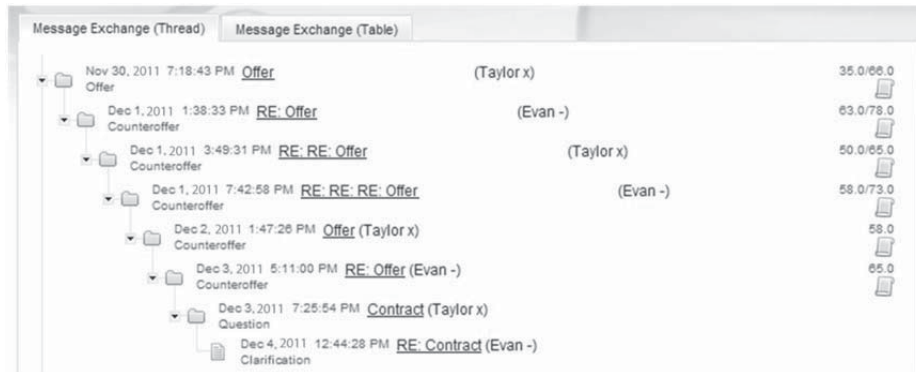 Message Exchange (Thread) Message Exchange (Table)
Nov 30, 2011 7:18:43 PM Offer (Taylor x) 35.0/66.0
Offer
Dec 1, 2011 1:38:33 PM RE: Offer (Evan -) 63.0/78.0
Counteroffer
Dec 1, 2011 3:49:31 PM RE: RE: Offer (Taylor x) 50.0/65.0
Counteroffer
Dec 1, 2011 7:42:58 PM RE: RE: RE: Offer (Evan -) 58.0/73.0
Counteroffer
Dec 2, 2011 1:47:26 PM Offer (Taylor x) 58.0
Counteroffer
Dec 3, 2011 5:11:00 PM RE: Offer (Evan -) 65.0
Counteroffer
Dec 3, 2011 7:25:54 PM Contract (Taylor x)
Question
Dec 4, 2011 12:44:28 PM RE: Contract (Evan -)
Clarification